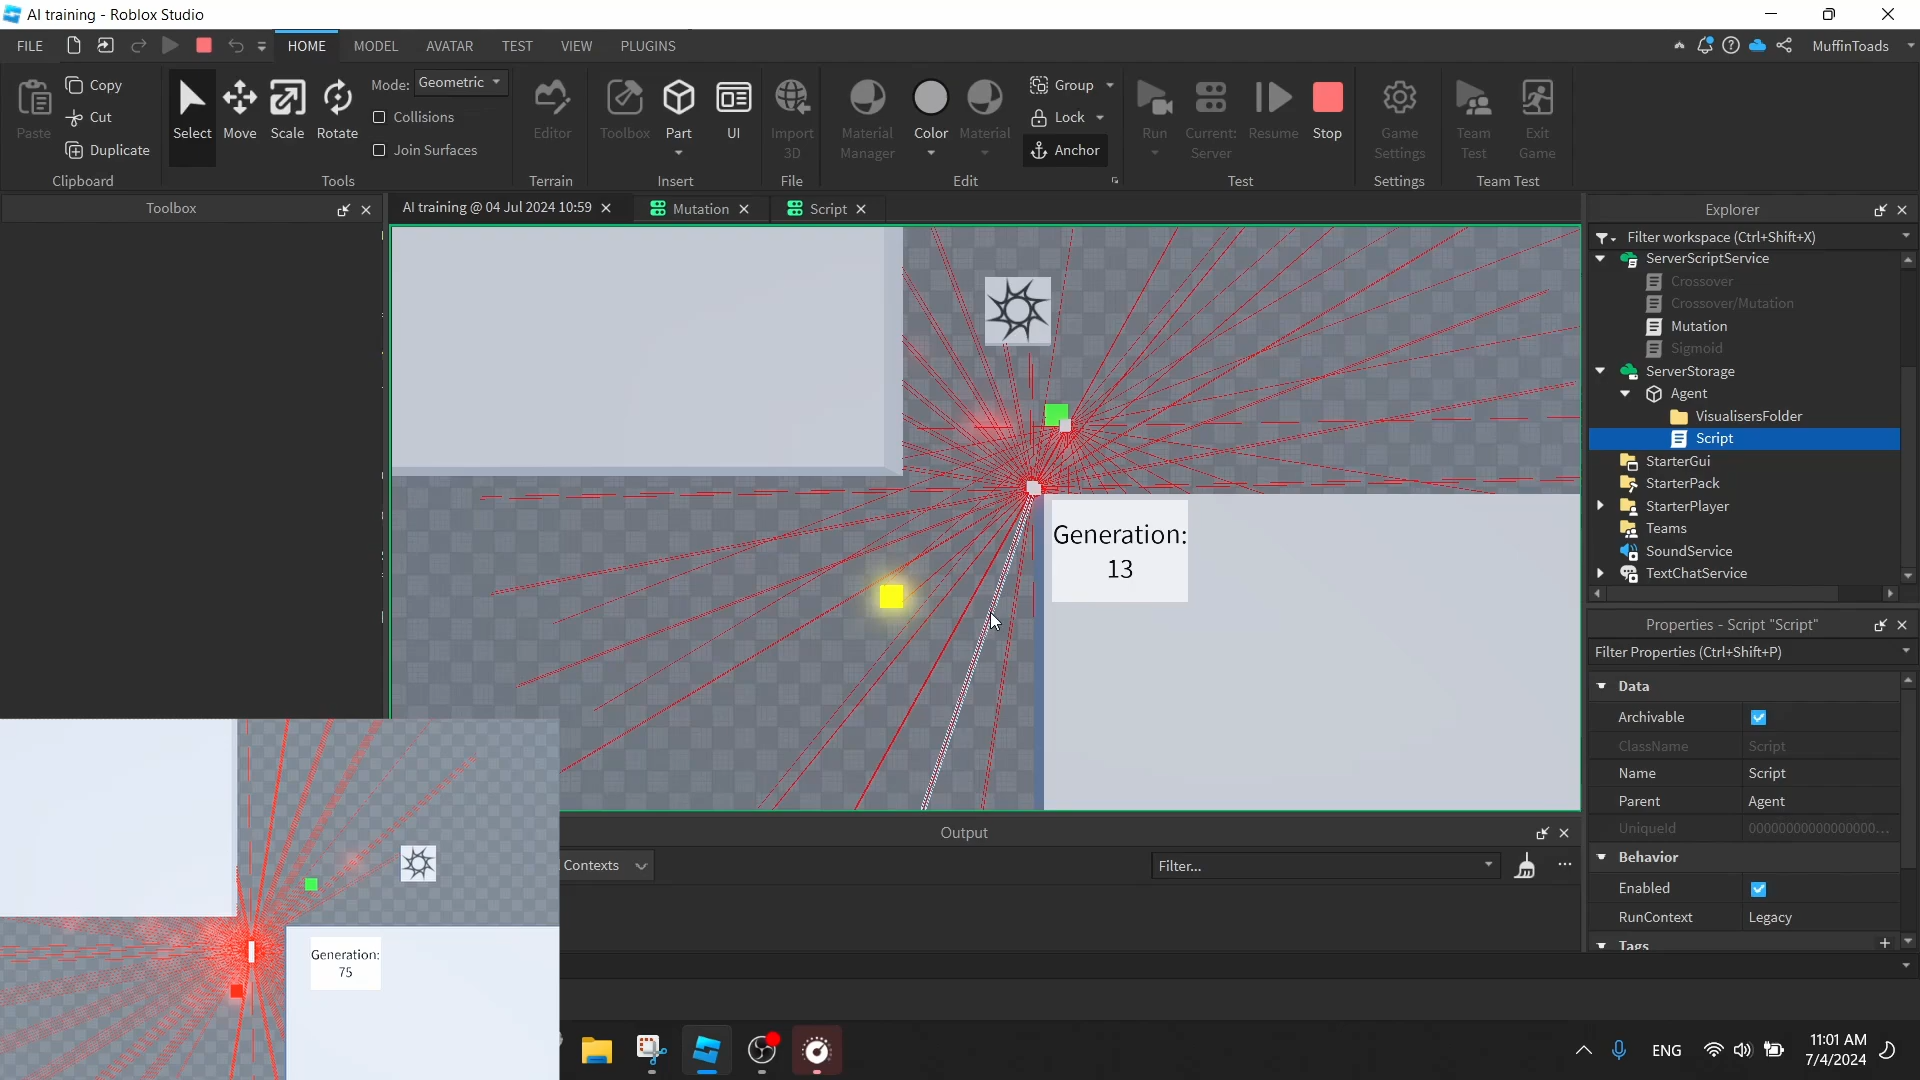 AI training - Roblox Studio
FILE
HOME
MODEL
AVATAR
TEST
VIEW
PLUGINS
MuffinToads
Paste
Copy
Cut
Duplicate
Clipboard
Select
Move
Scale
Rotate
Mode:
Geometric
Collisions
Join Surfaces
Tools
Editor
Terrain
Toolbox
Part
UI
Insert
Import
3D
File
Material
Manager
Color
Material
Group
Lock
Anchor
Edit
Run
Current:
Server
Resume
Stop
Test
Game
Settings
Settings
Team
Test
Exit
Game
Team Test
Toolbox
AI training @ 04 Jul 2024 10:59
Mutation
Script
Generation:
13
Generation:
75
Output
Contexts
Filter...
Explorer
Filter workspace (Ctrl+Shift+X)
ServerScriptService
Crossover
Crossover/Mutation
Mutation
Sigmoid
ServerStorage
Agent
VisualisersFolder
Script
StarterGui
StarterPack
StarterPlayer
Teams
SoundService
TextChatService
Properties - Script "Script"
Filter Properties (Ctrl+Shift+P)
Data
Archivable
ClassName Script
Name Script
Parent Agent
UniqueId 00000000000000000...
Behavior
Enabled
RunContext Legacy
Tags
ENG
11:01 AM
7/4/2024